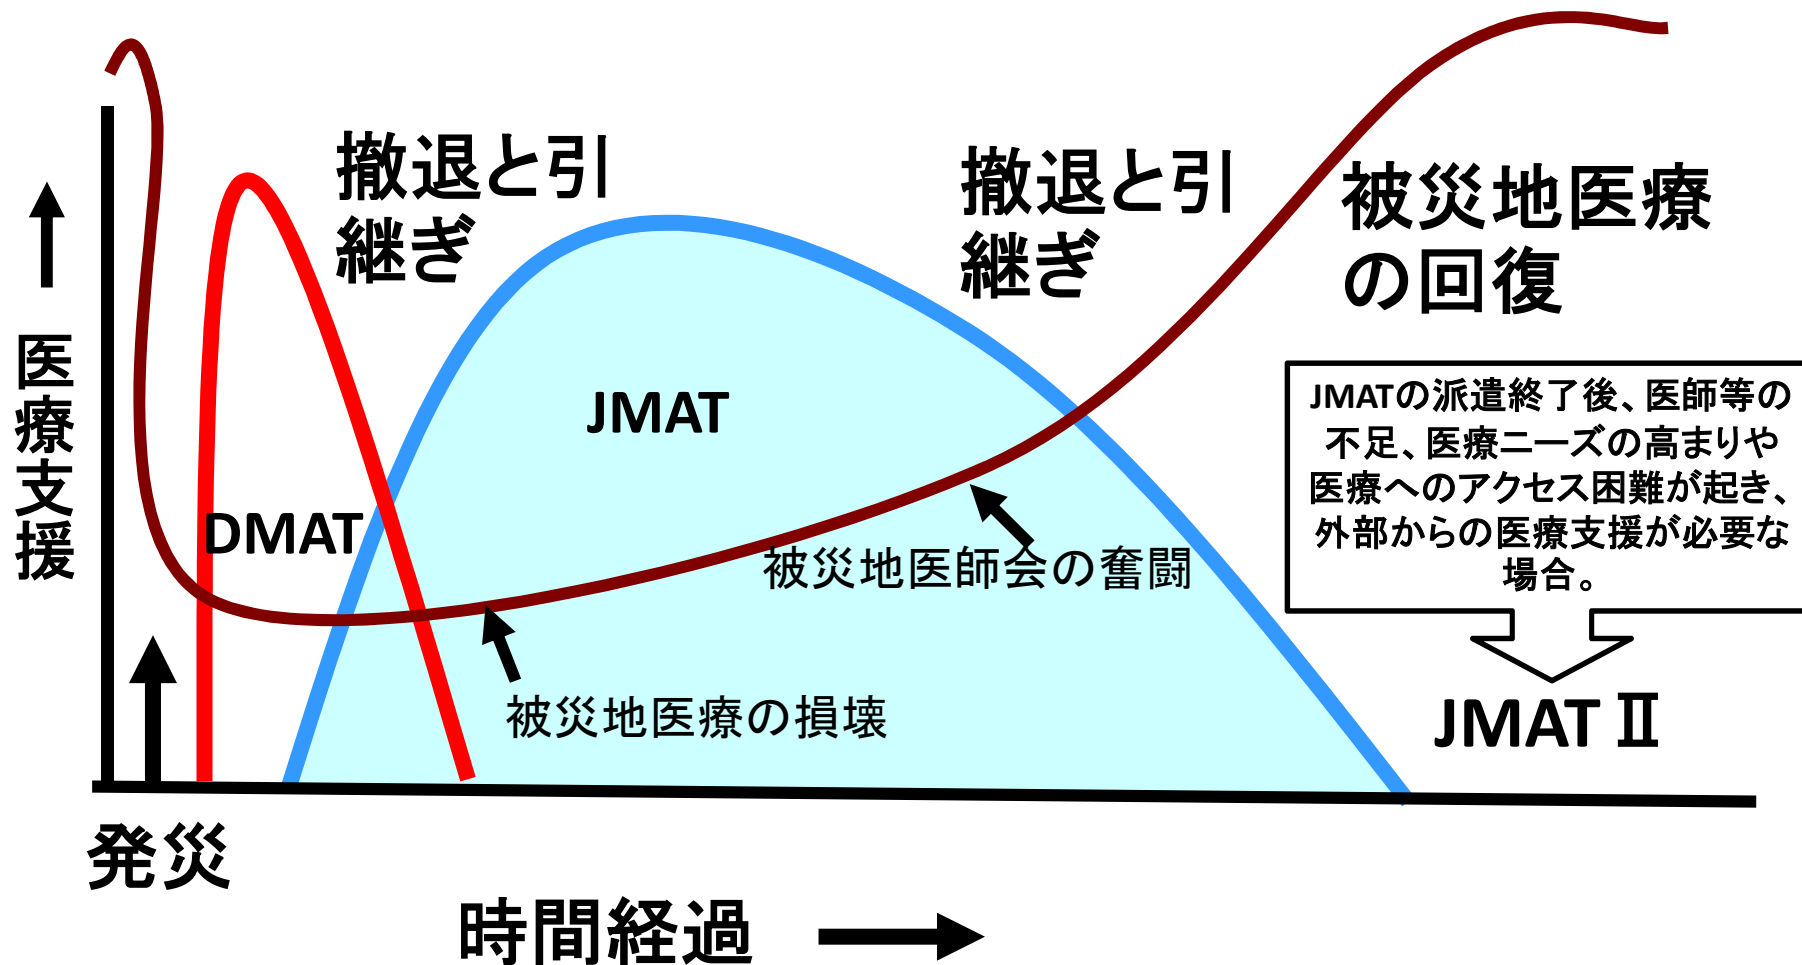 撤退と引
継ぎ
撤退と引
継ぎ
被災地医療
の回復
医療支援
JMAT
DMAT
JMATの派遣終了後、医師等の
不足、医療ニーズの高まりや
医療へのアクセス困難が起き、
外部からの医療支援が必要な
場合。
被災地医師会の奮闘
被災地医療の損壊
JMAT Ⅱ
発災
時間経過